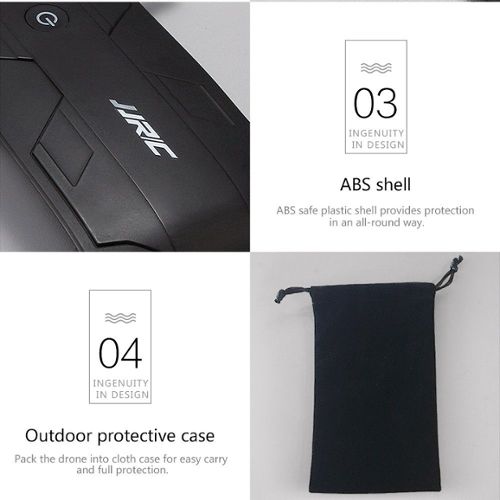 JJRC
03
INGENUITY
IN DESIGN
ABS shell
ABS safe plastic shell provides protection
in an all-round way.
04
INGENUITY
IN DESIGN
Outdoor protective case
Pack the drone into cloth case for easy carry
and full protection.